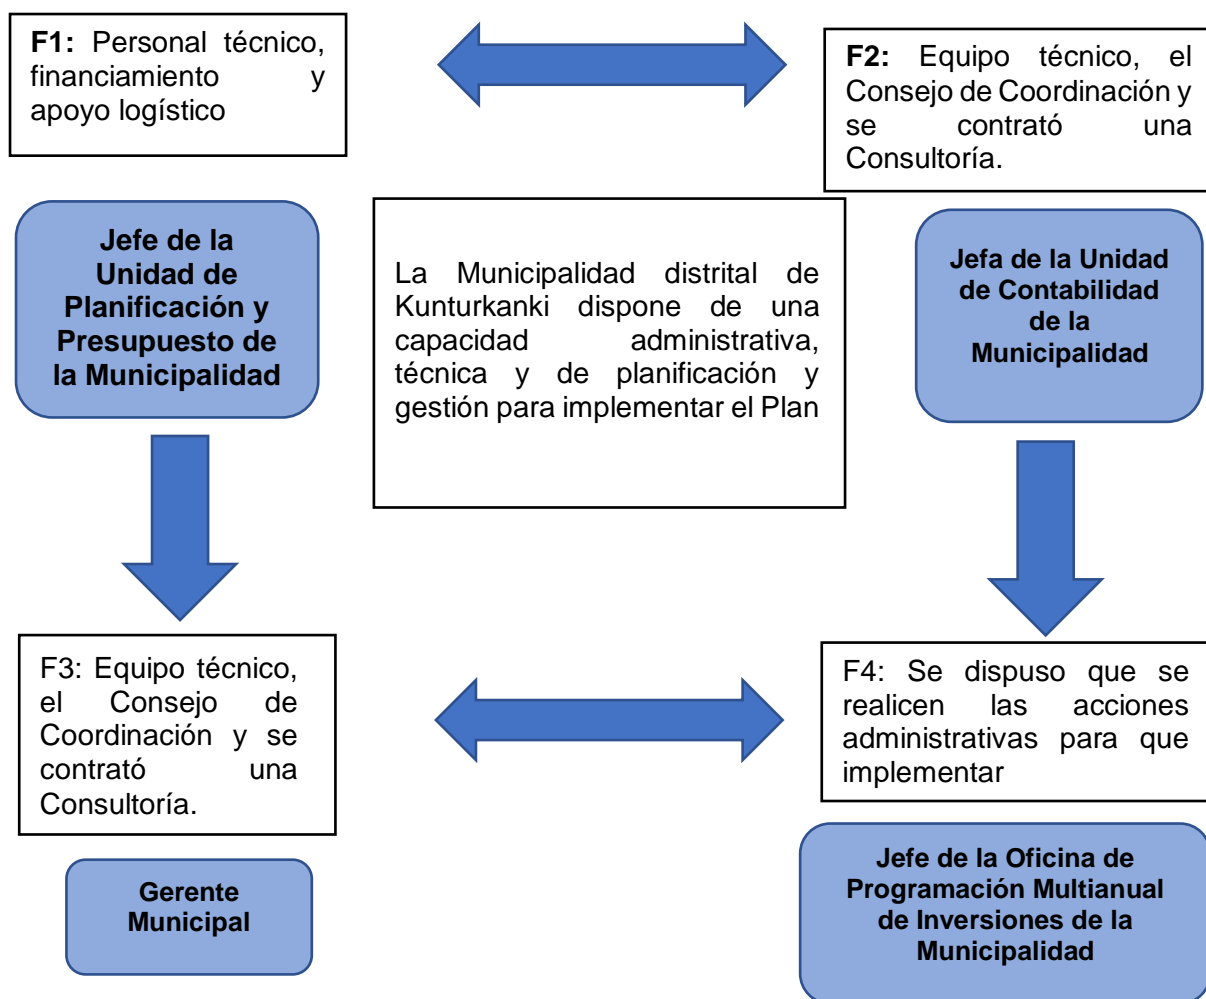 F1: Personal técnico,
financiamiento y
apoyo logístico
F2: Equipo técnico, el
Consejo de Coordinación y
se contrató una
Consultoría.
Jefe de la
Unidad de
Planificación y
Presupuesto de
la Municipalidad
La Municipalidad distrital de
Kunturkanki dispone de una
capacidad administrativa,
técnica y de planificación y
gestión para implementar el Plan
Jefa de la Unidad
de Contabilidad
de la
Municipalidad
F3: Equipo técnico,
el Consejo de
Coordinación y se
contrató una
Consultoría.
F4: Se dispuso que se
realicen las acciones
administrativas para que
implementar
Gerente
Municipal
Jefe de la Oficina de
Programación Multianual
de Inversiones de la
Municipalidad